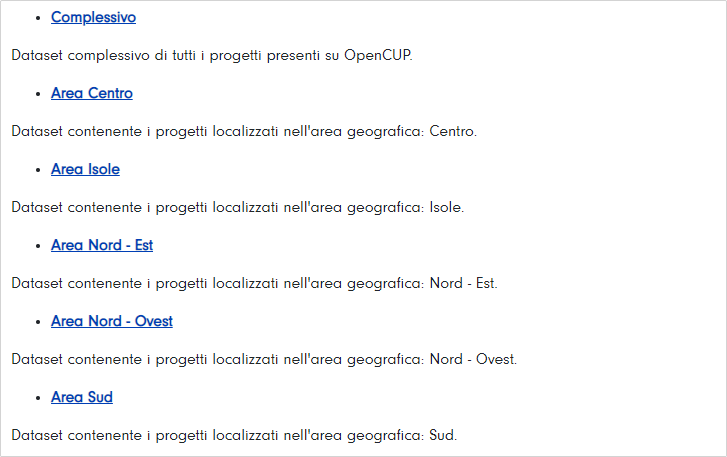 Complessivo
Dataset complessivo di tutti i progetti presenti su OpenCUP.
Area Centro
Dataset contenente i progetti localizzati nell'area geografica: Centro.
Area Isole
Dataset contenente i progetti localizzati nell'area geografica: Isole.
Area Nord - Est
Dataset contenente i progetti localizzati nell'area geografica: Nord - Est.
Area Nord - Ovest
Dataset contenente i progetti localizzati nell'area geografica: Nord - Ovest.
Area Sud
Dataset contenente i progetti localizzati nell'area geografica: Sud.